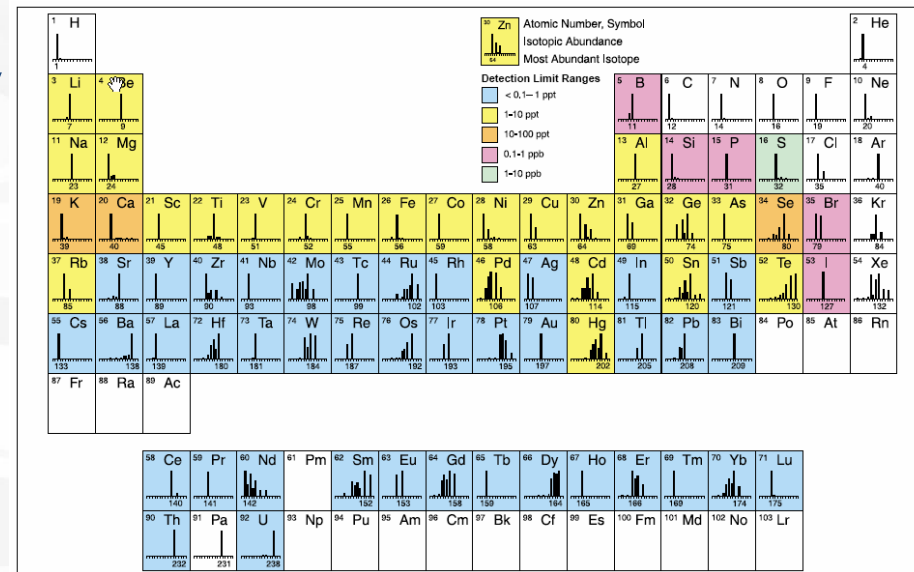 1 H
1
30 Zn
64
Atomic Number, Symbol
Isotopic Abundance
Most Abundant Isotope
2 He
4
Detection Limit Ranges
< 0.1–1 ppt
1-10 ppt
10-100 ppt
0.1-1 ppb
1-10 ppb
3 Li 4 Be 5 B 6 C 7 N 8 O 9 F 10 Ne
7 9 11 12 14 16 19 20
11 Na 12 Mg 13 Al 14 Si 15 P 16 S 17 Cl 18 Ar
23 24 27 28 31 32 35 40
19 K 20 Ca 21 Sc 22 Ti 23 V 24 Cr 25 Mn 26 Fe 27 Co 28 Ni 29 Cu 30 Zn 31 Ga 32 Ge 33 As 34 Se 35 Br 36 Kr
39 40 45 48 51 52 55 56 59 58 63 64 69 74 75 80 79 84
37 Rb 38 Sr 39 Y 40 Zr 41 Nb 42 Mo 43 Tc 44 Ru 45 Rh 46 Pd 47 Ag 48 Cd 49 In 50 Sn 51 Sb 52 Te 53 I 54 Xe
85 88 89 90 93 98 102 103 106 107 114 115 120 121 130 127 132
55 Cs 56 Ba 57 La 72 Hf 73 Ta 74 W 75 Re 76 Os 77 Ir 78 Pt 79 Au 80 Hg 81 Tl 82 Pb 83 Bi 84 Po 85 At 86 Rn
133 138 139 180 181 184 187 192 193 195 197 202 205 208 209
87 Fr 88 Ra 89 Ac
58 Ce 59 Pr 60 Nd 61 Pm 62 Sm 63 Eu 64 Gd 65 Tb 66 Dy 67 Ho 68 Er 69 Tm 70 Yb 71 Lu
140 141 142 152 153 158 159 164 165 166 169 174 175
90 Th 91 Pa 92 U 93 Np 94 Pu 95 Am 96 Cm 97 Bk 98 Cf 99 Es 100 Fm 101 Md 102 No 103 Lr
232 231 238